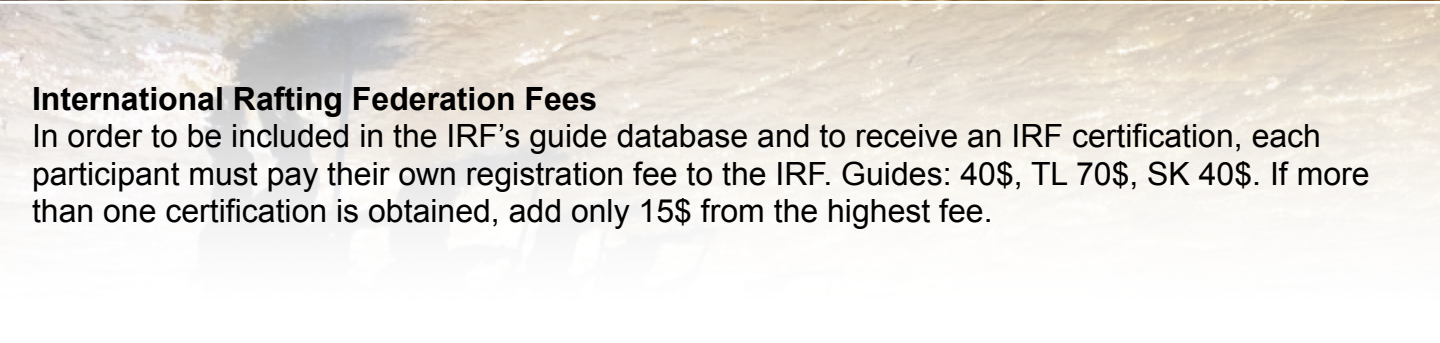 International Rafting Federation Fees
In order to be included in the IRF’s guide database and to receive an IRF certification, each
participant must pay their own registration fee to the IRF. Guides: 40$, TL 70$, SK 40$. If more
than one certification is obtained, add only 15$ from the highest fee.